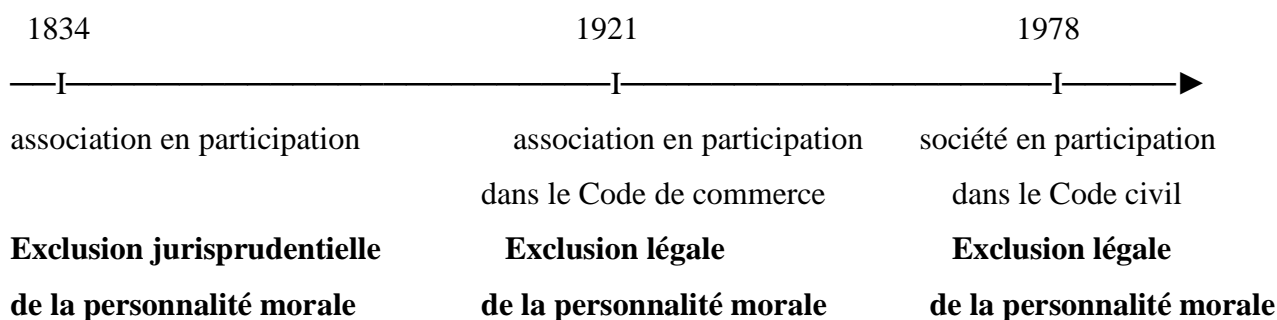 1834 1921 1978
I I I
association en participation association en participation société en participation
dans le Code de commerce dans le Code civil
Exclusion jurisprudentielle Exclusion légale Exclusion légale
de la personnalité morale de la personnalité morale de la personnalité morale